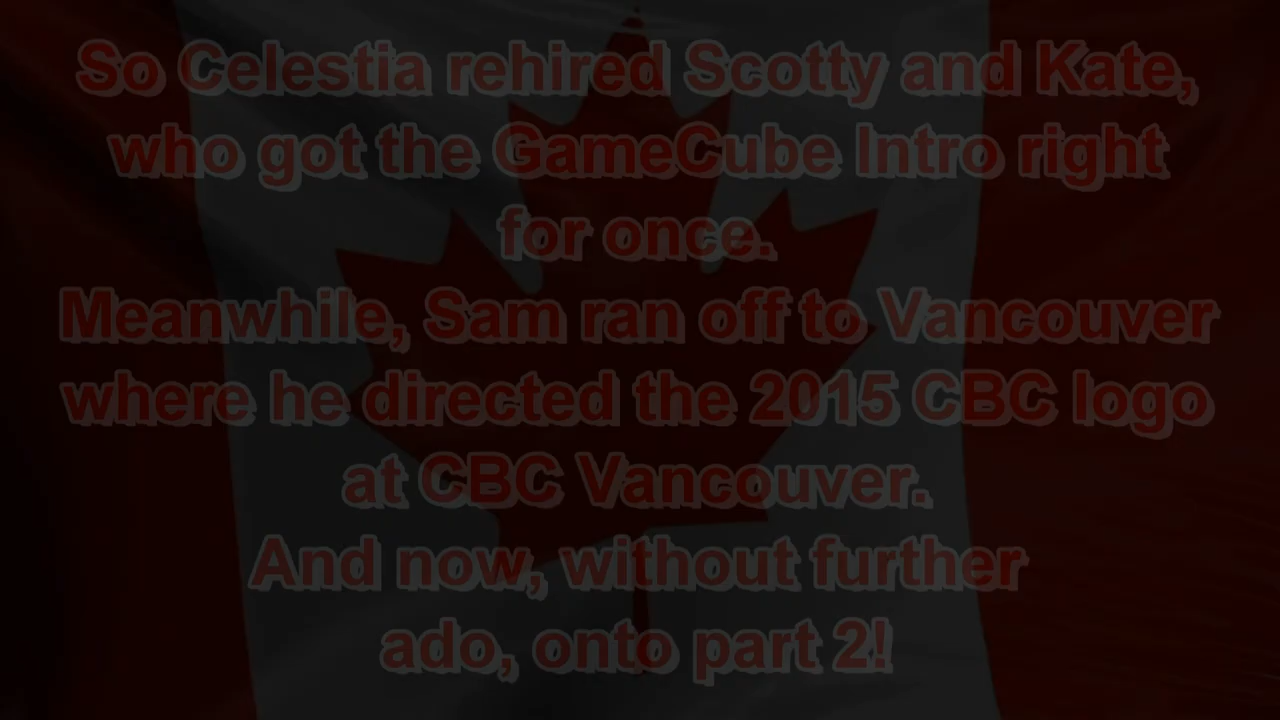 So Celestia rehired Scotty and Kate,
who got the GameCube Intro right
for once.
Meanwhile, Sam ran off to Vancouver
where he directed the 2015 CBC logo
at CBC Vancouver.
And now, without further
ado, onto part 2!